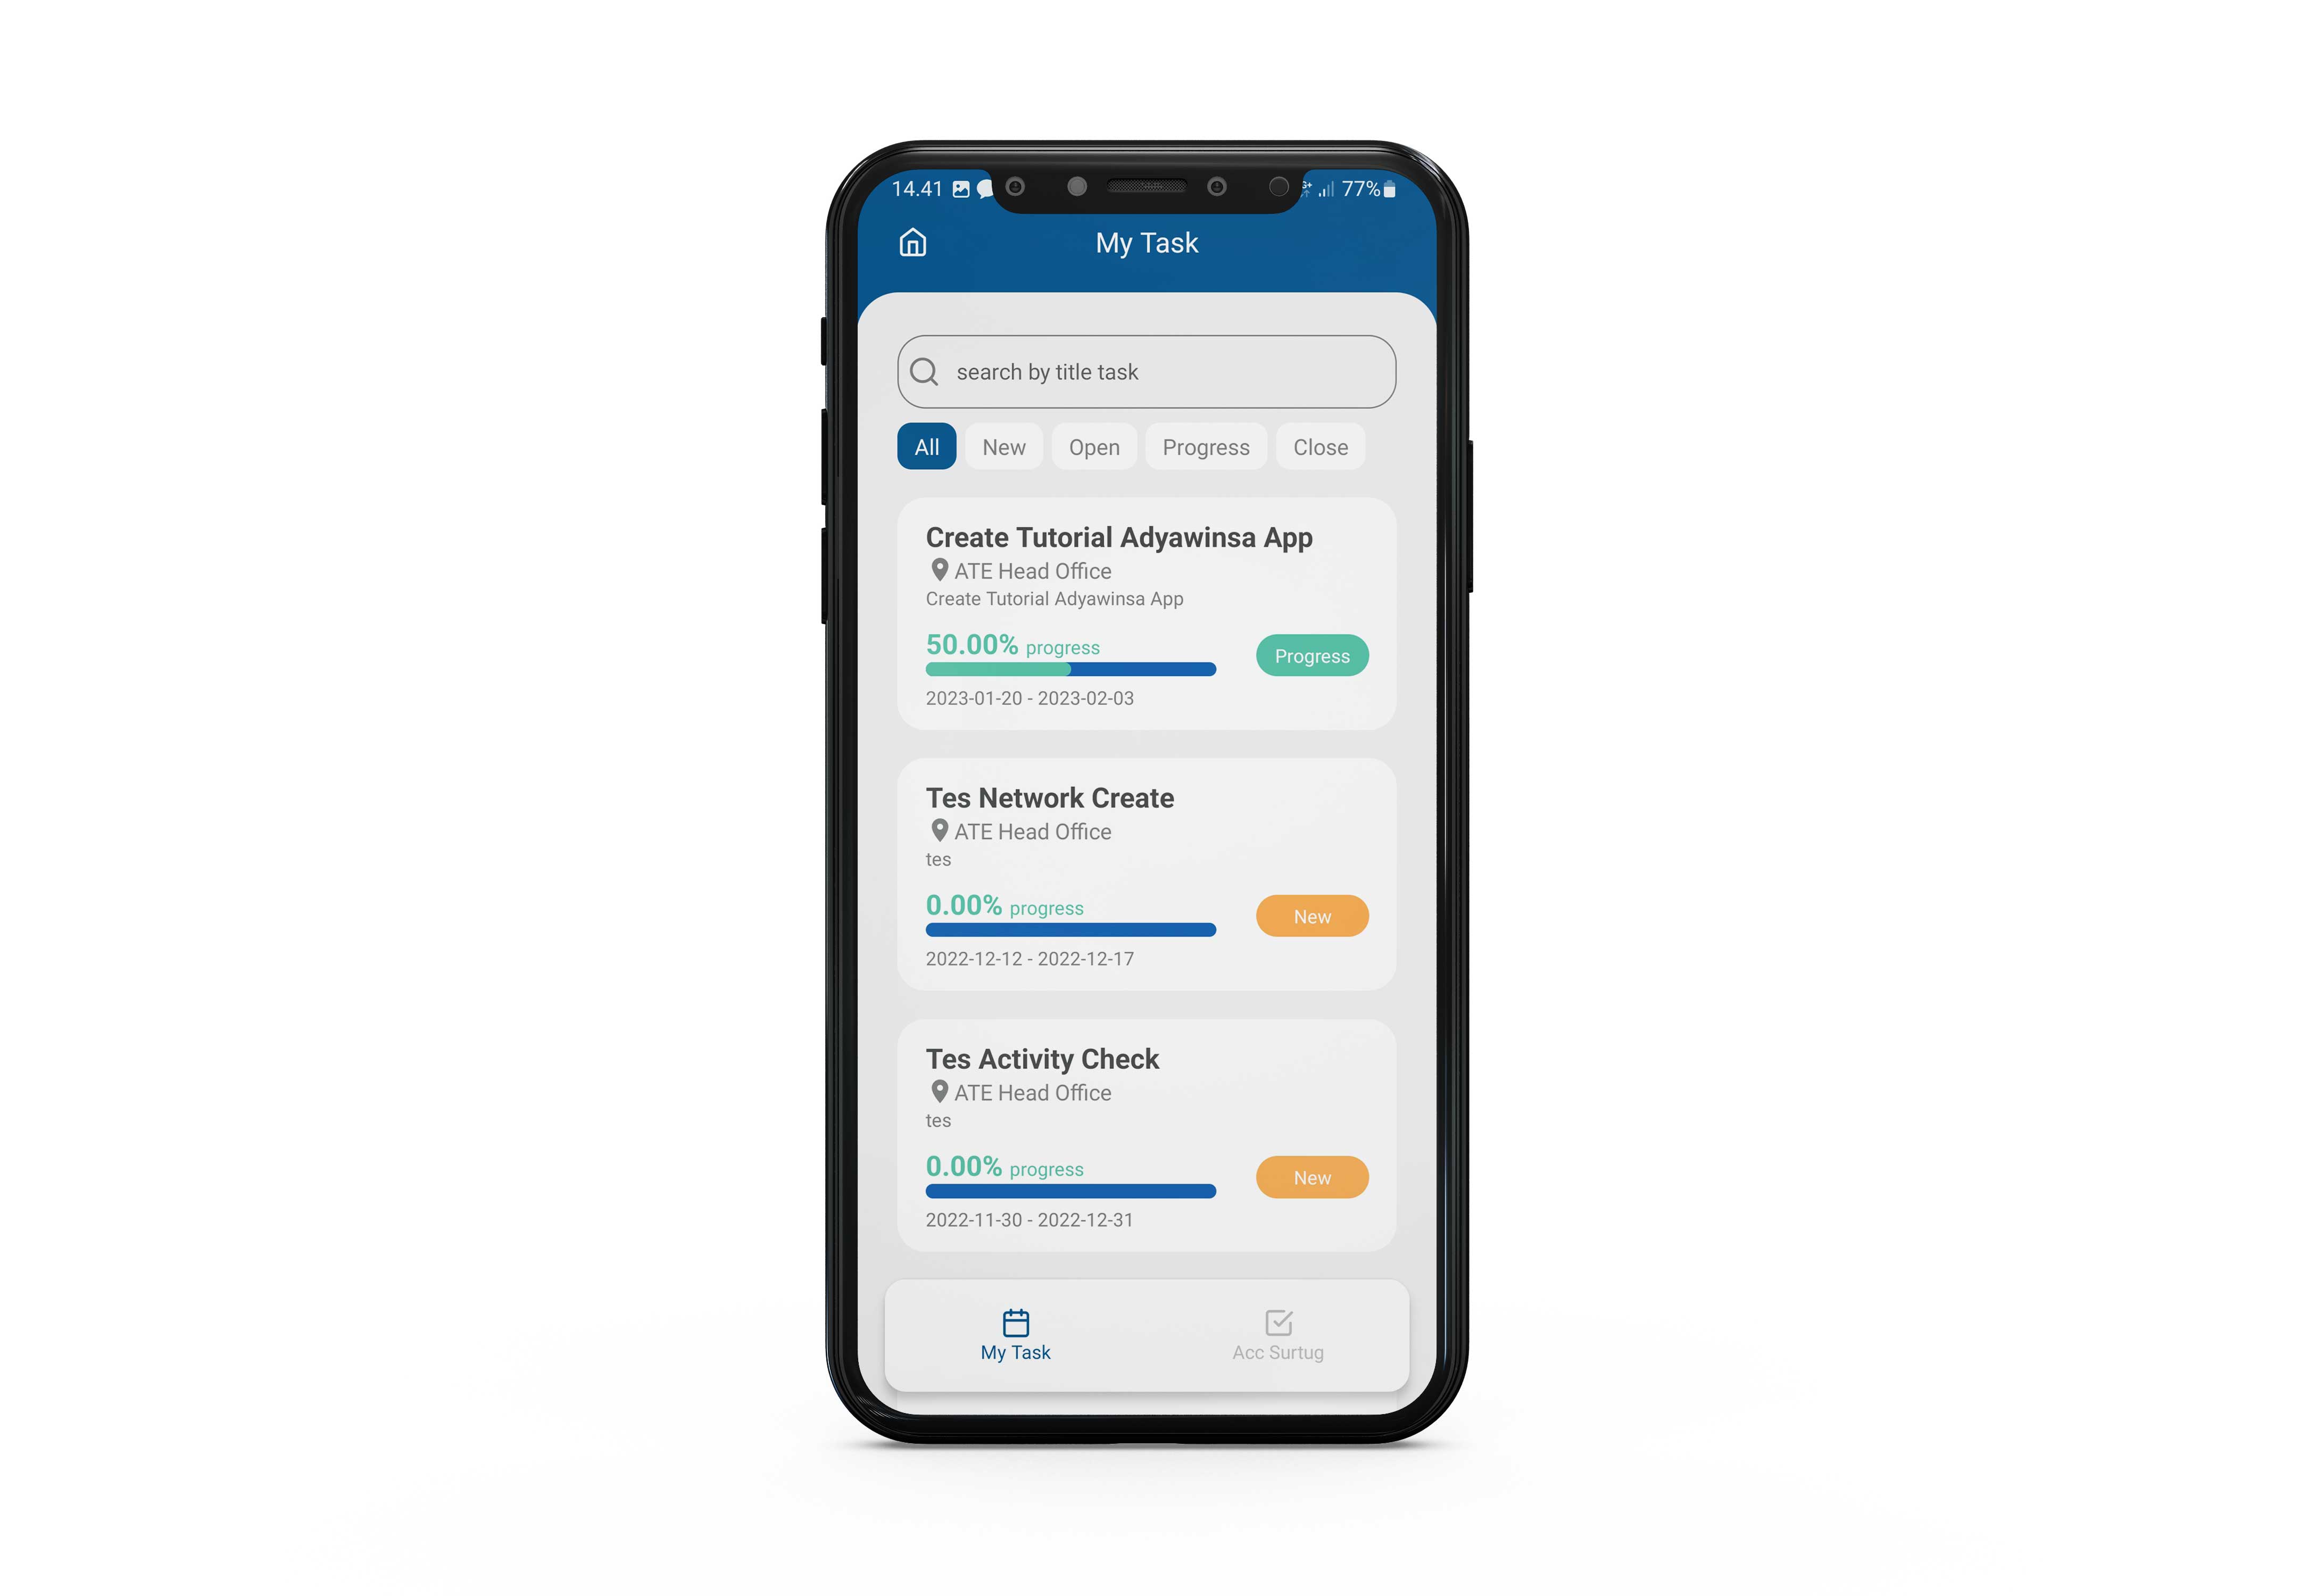 14.41 77%
My Task
search by title task
All New Open Progress Close
Create Tutorial Adyawinsa App
ATE Head Office
Create Tutorial Adyawinsa App
50.00% progress
Progress
2023-01-20 - 2023-02-03
Tes Network Create
ATE Head Office
tes
0.00% progress
New
2022-12-12 - 2022-12-17
Tes Activity Check
ATE Head Office
tes
0.00% progress
New
2022-11-30 - 2022-12-31
My Task Acc Surtug